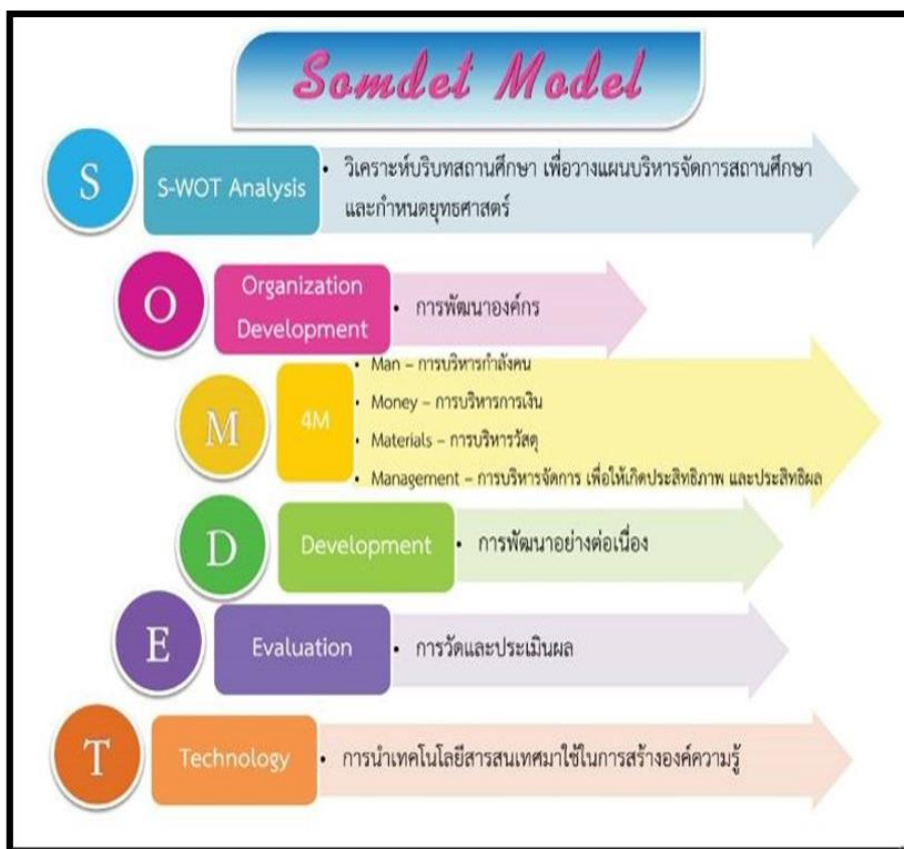 Somdet Model
S
S-WOT Analysis
• วิเคราะห์บริบทสถานศึกษา เพื่อวางแผนบริหารจัดการสถานศึกษา
และกำหนดยุทธศาสตร์
O
Organization
Development
• การพัฒนาองค์กร
M
4M
• Man – การบริหารกำลังคน
• Money – การบริหารการเงิน
• Materials – การบริหารวัสดุ
• Management – การบริหารจัดการ เพื่อให้เกิดประสิทธิภาพ และประสิทธิผล
D
Development
• การพัฒนาอย่างต่อเนื่อง
E
Evaluation
• การวัดและประเมินผล
T
Technology
• การนำเทคโนโลยีสารสนเทศมาใช้ในการสร้างองค์ความรู้